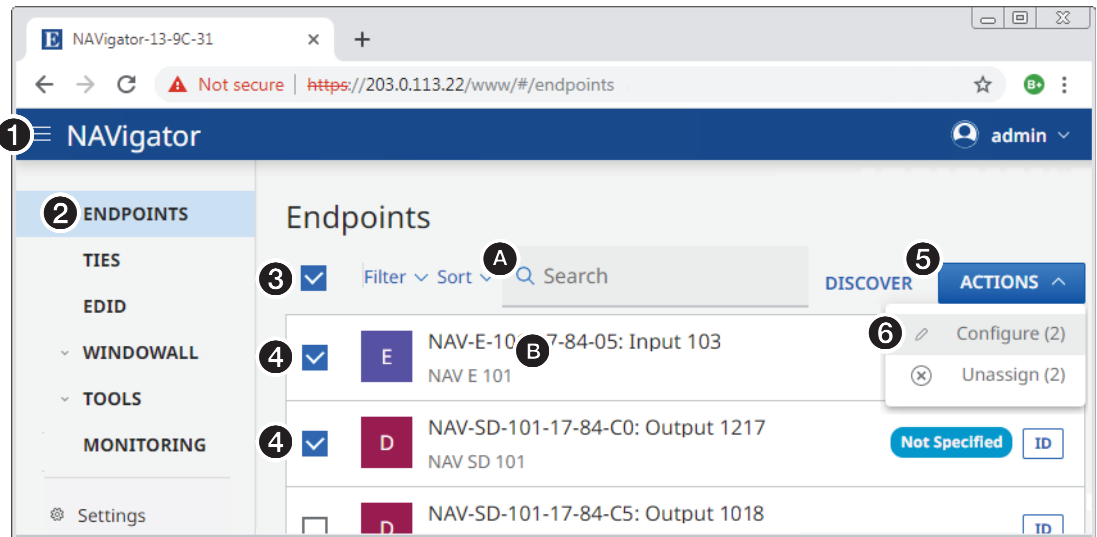 NAVigator-13-9C-31
Not secure | https://203.0.113.22/www/#/endpoints B+
1 NAVigator admin
2 ENDPOINTS
TIES
EDID
WINDOWALL
TOOLS
MONITORING
Settings
Endpoints
3 Filter Sort A Search DISCOVER 5 ACTIONS
6 Configure (2)
Unassign (2)
4 E NAV-E-10 B 7-84-05: Input 103
NAV E 101
4 D NAV-SD-101-17-84-C0: Output 1217 Not Specified ID
NAV SD 101
D NAV-SD-101-17-84-C5: Output 1018 ID